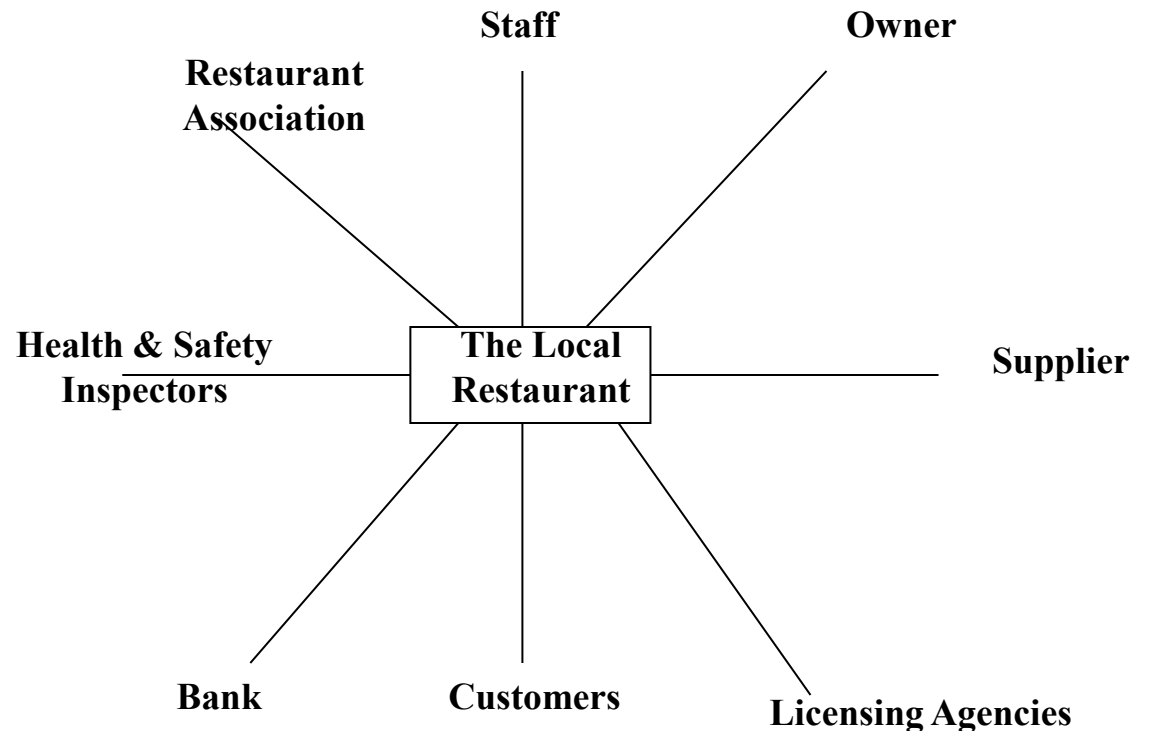 Staff
Owner
Restaurant
Association
Health & Safety
Inspectors
The Local
Restaurant
Supplier
Bank
Customers
Licensing Agencies